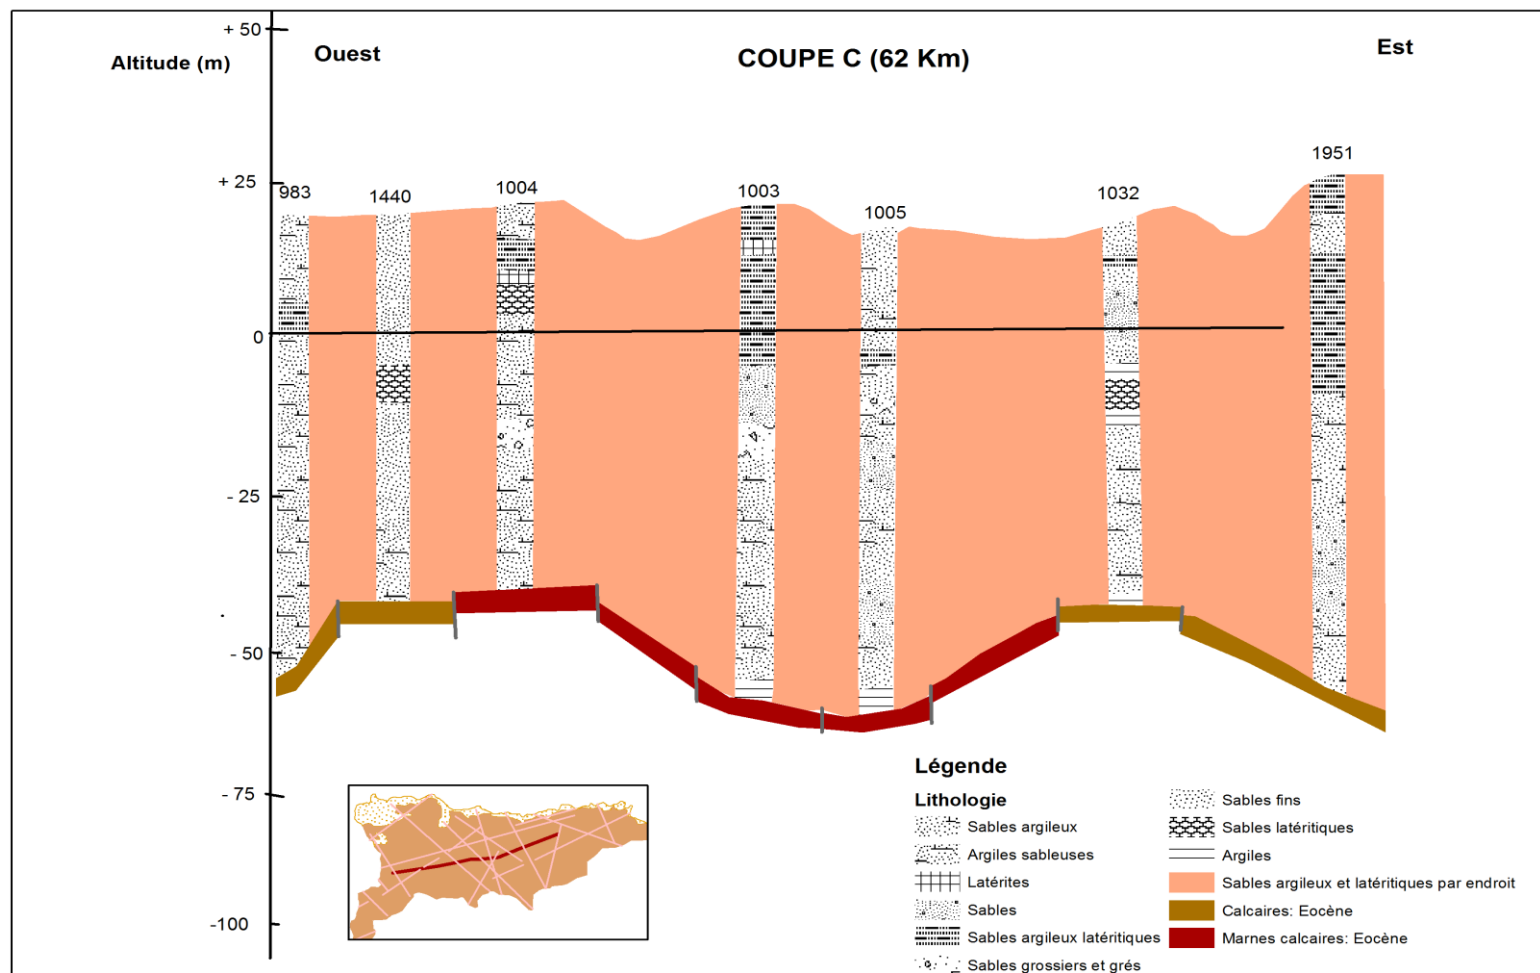 + 50
Altitude (m)
Ouest
COUPE C (62 Km)
Est
+ 25
983
1440
1004
1003
1005
1032
1951
0
- 25
- 50
- 75
-100
Légende
Lithologie
Sables argileux
Argiles sableuses
Latérites
Sables
Sables argileux latéritiques
Sables grossiers et grés
Sables fins
Sables latéritiques
Argiles
Sables argileux et latéritiques par endroit
Calcaires: Eocène
Marnes calcaires: Eocène